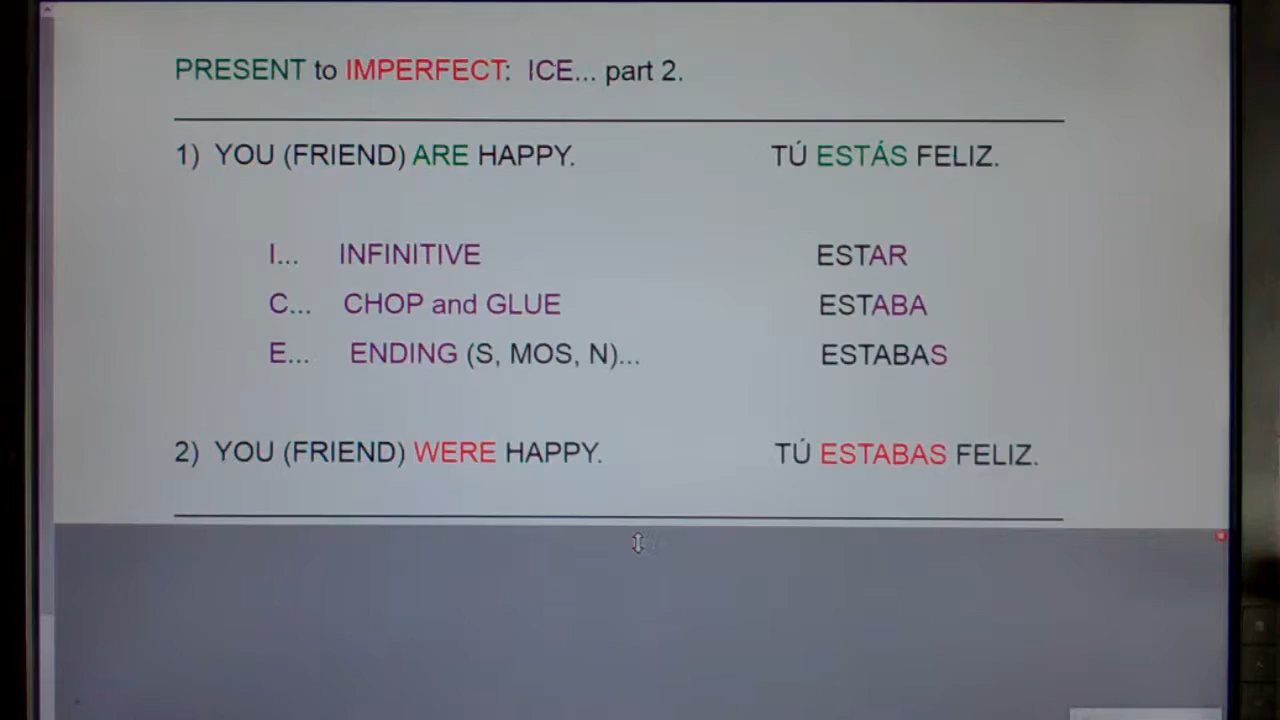 PRESENT to IMPERFECT: ICE... part 2.
1) YOU (FRIEND) ARE HAPPY. TÚ ESTÁS FELIZ.
I... INFINITIVE ESTAR
C... CHOP and GLUE ESTABA
E... ENDING (S, MOS, N)... ESTABAS
2) YOU (FRIEND) WERE HAPPY. TÚ ESTABAS FELIZ.